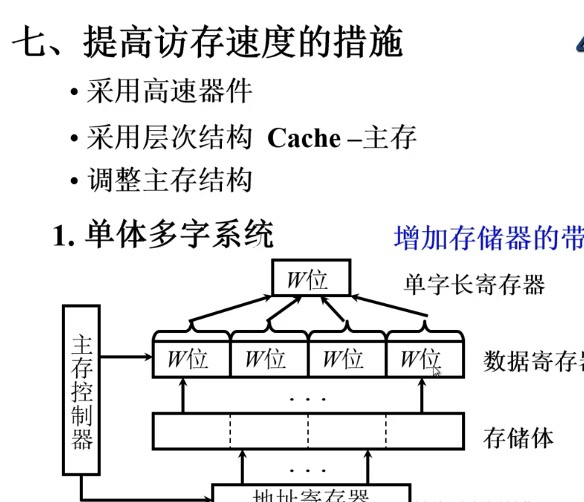 七、提高访存速度的措施
• 采用高速器件
• 采用层次结构 Cache –主存
• 调整主存结构
1. 单体多字系统
增加存储器的带
W位
单字长寄存器
主存控制器
W位 W位 W位 W位
数据寄存器
···
存储体
···
地址寄存器